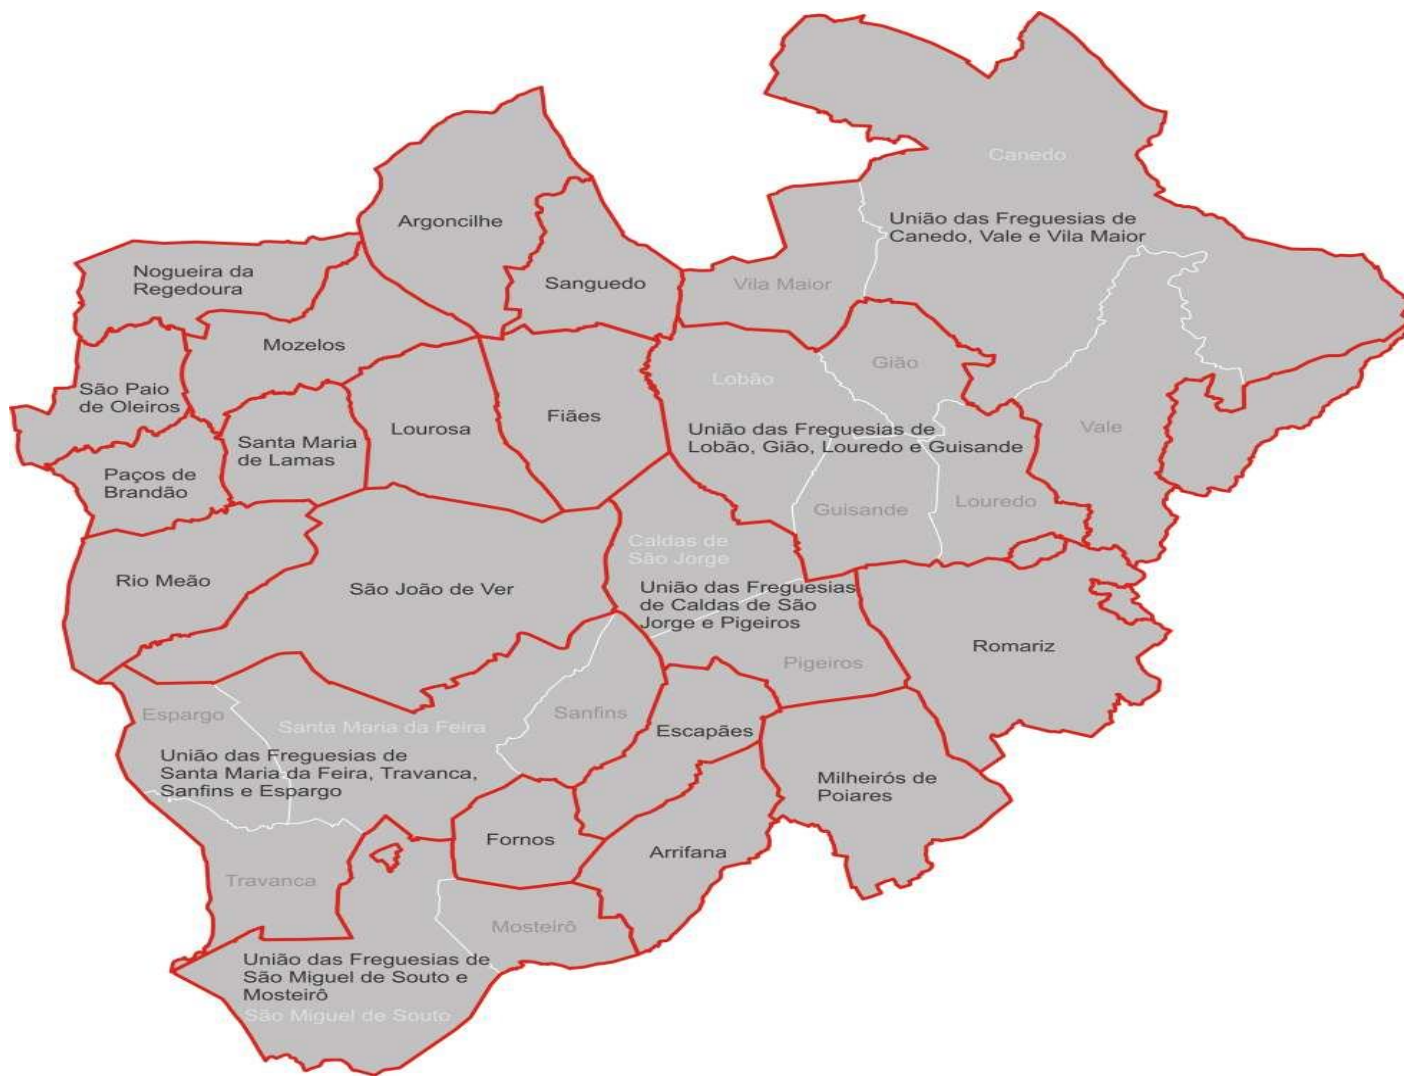 Canedo
União das Freguesias de
Canedo, Vale e Vila Maior
Argoncilhe
Nogueira da
Regedoura
Sanguedo
Vila Maior
Mozelos
Gião
Lobão
São Paio
de Oleiros
Fiães
Lourosa
Santa Maria
de Lamas
União das Freguesias de
Lobão, Gião, Louredo e Guisande
Vale
Paços de
Brandão
Guisande
Louredo
Caldas de
São Jorge
Rio Meão
São João de Ver
União das Freguesias
de Caldas de São
Jorge e Pigeiros
Romariz
Pigeiros
Espargo
Santa Maria da Feira
Sanfins
Escapães
União das Freguesias de
Santa Maria da Feira, Travanca,
Sanfins e Espargo
Milheirós de
Poiares
Fornos
Arrifana
Travanca
Mosteirô
União das Freguesias de
São Miguel de Souto e
Mosteirô
São Miguel de Souto